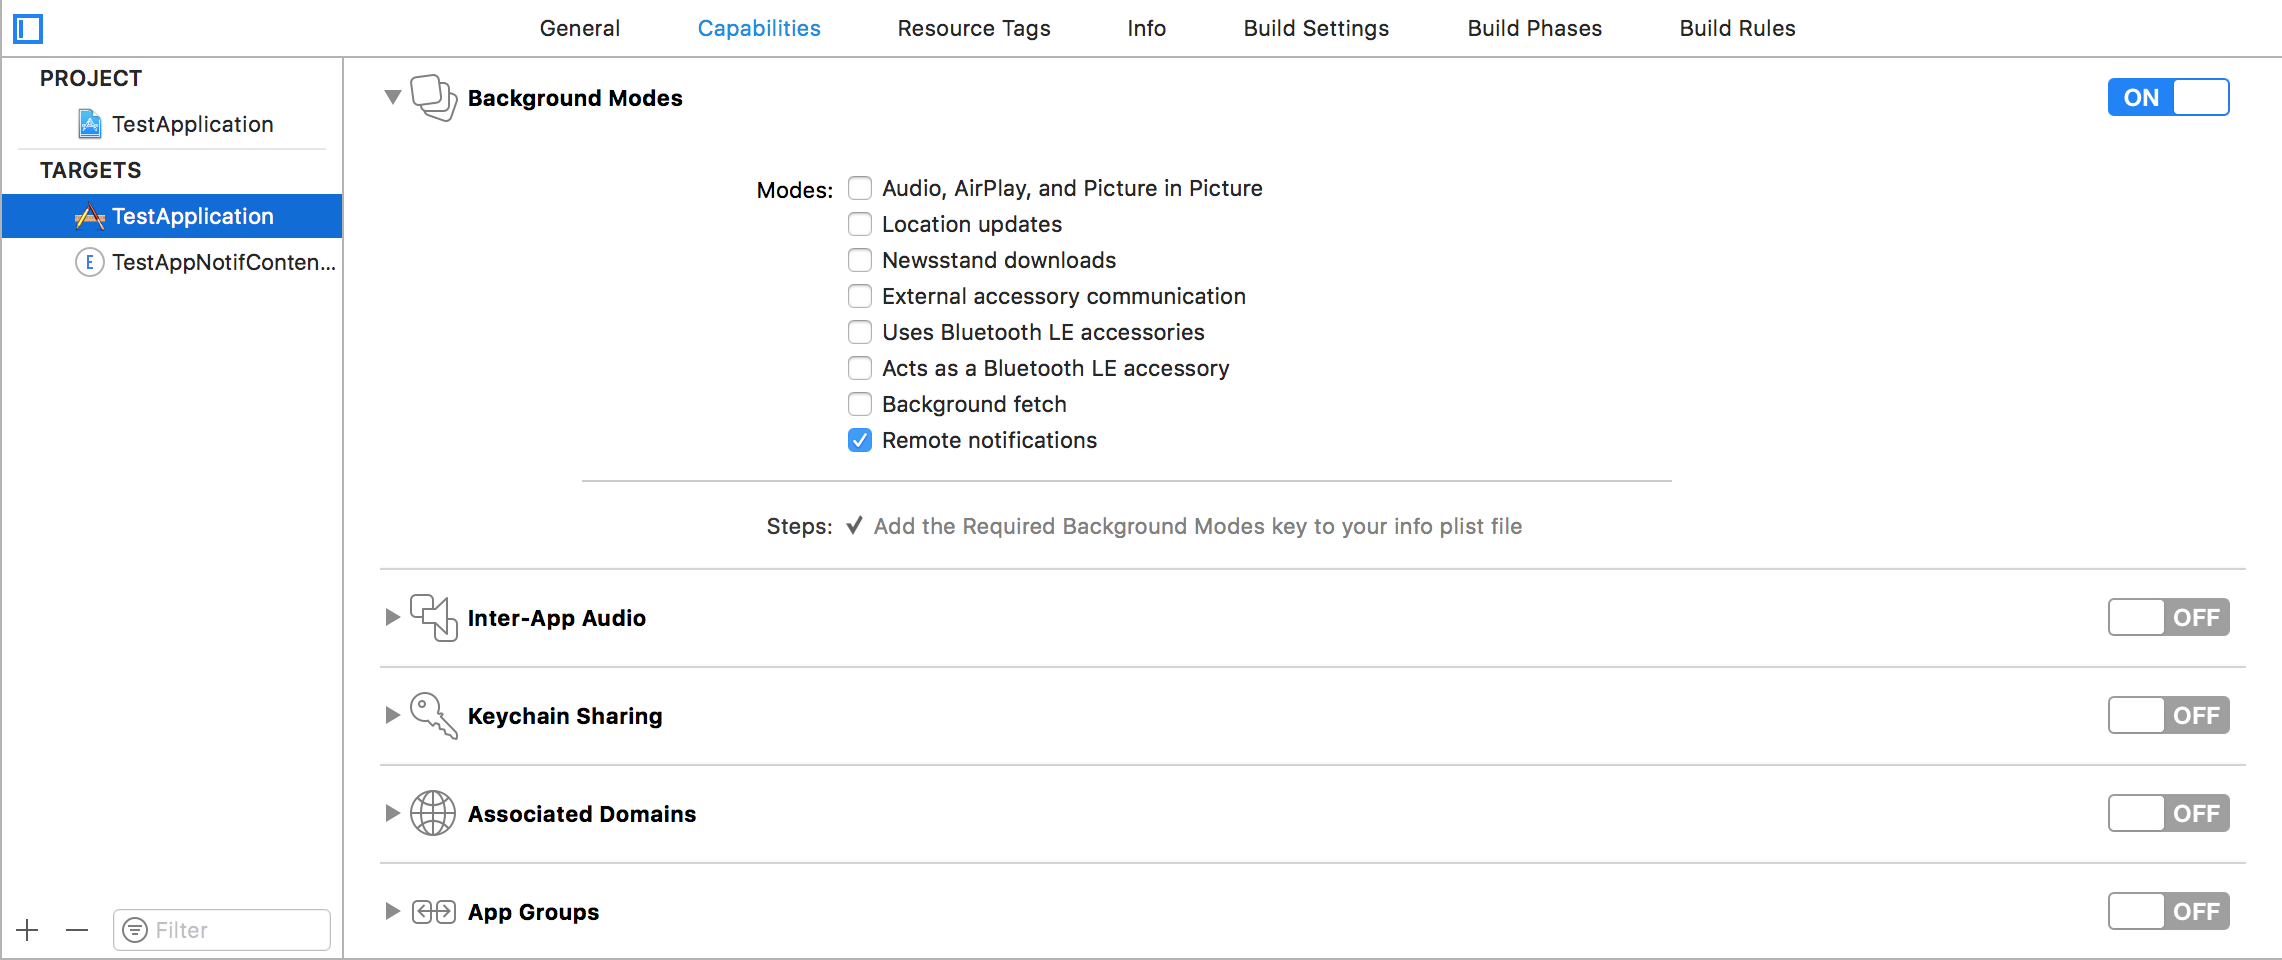 General Capabilities Resource Tags Info Build Settings Build Phases Build Rules
PROJECT
TestApplication
TARGETS
TestApplication
E TestAppNotifConten...
Filter
Background Modes ON
Modes: Audio, AirPlay, and Picture in Picture
Location updates
Newsstand downloads
External accessory communication
Uses Bluetooth LE accessories
Acts as a Bluetooth LE accessory
Background fetch
Remote notifications
Steps: ✓ Add the Required Background Modes key to your info plist file
Inter-App Audio OFF
Keychain Sharing OFF
Associated Domains OFF
App Groups OFF